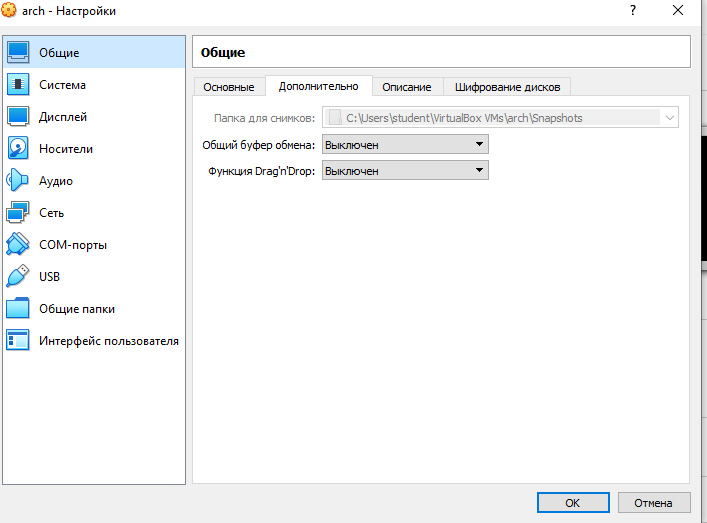 arch - Настройки
Общие
Система
Дисплей
Носители
Аудио
Сеть
COM-порты
USB
Общие папки
Интерфейс пользователя
Общие
Основные Дополнительно Описание Шифрование дисков
Папка для снимков: C:\Users\student\VirtualBox VMs\arch\Snapshots
Общий буфер обмена: Выключен
Функция Drag'n'Drop: Выключен
OK Отмена